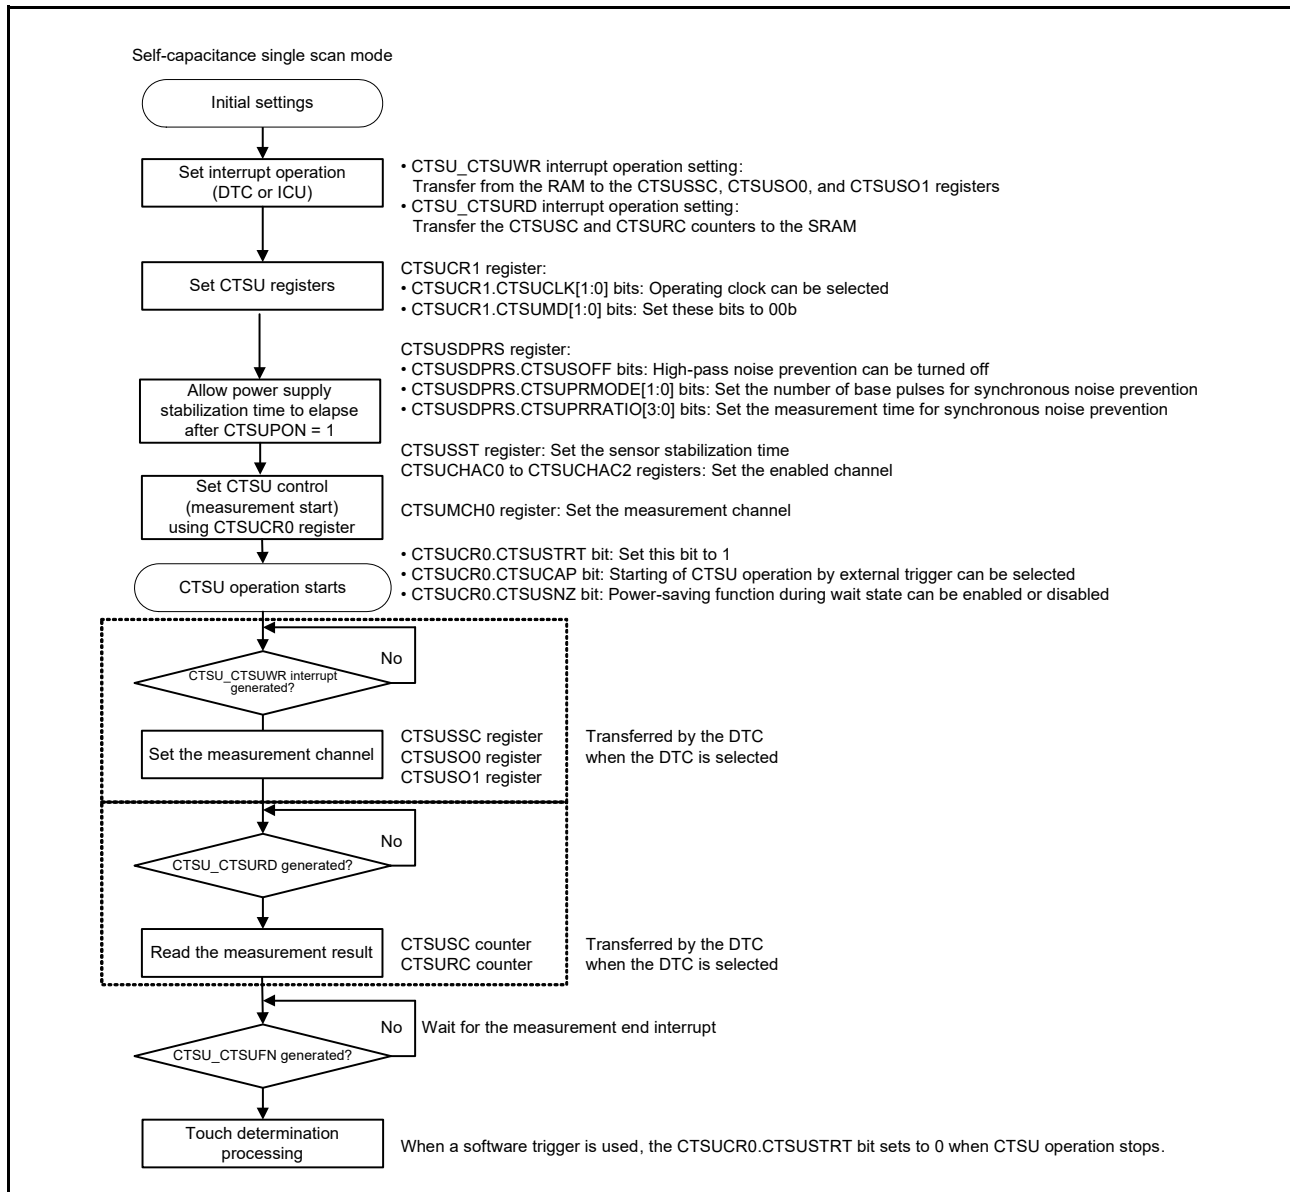 Self-capacitance single scan mode
Initial settings
Set interrupt operation
(DTC or ICU)
• CTSU_CTSUWR interrupt operation setting:
Transfer from the RAM to the CTSUSSC, CTSUSO0, and CTSUSO1 registers
• CTSU_CTSURD interrupt operation setting:
Transfer the CTSUSC and CTSURC counters to the SRAM
Set CTSU registers
CTSUCR1 register:
• CTSUCR1.CTSUCLK[1:0] bits: Operating clock can be selected
• CTSUCR1.CTSUMD[1:0] bits: Set these bits to 00b
CTSUSDPRS register:
• CTSUSDPRS.CTSUSOFF bits: High-pass noise prevention can be turned off
• CTSUSDPRS.CTSUPRMODE[1:0] bits: Set the number of base pulses for synchronous noise prevention
• CTSUSDPRS.CTSUPRRATIO[3:0] bits: Set the measurement time for synchronous noise prevention
Allow power supply
stabilization time to elapse
after CTSUPON = 1
CTSUSST register: Set the sensor stabilization time
CTSUCHAC0 to CTSUCHAC2 registers: Set the enabled channel
Set CTSU control
(measurement start)
using CTSUCR0 register
CTSUMCH0 register: Set the measurement channel
• CTSUCR0.CTSUSTRT bit: Set this bit to 1
• CTSUCR0.CTSUCAP bit: Starting of CTSU operation by external trigger can be selected
• CTSUCR0.CTSUSNZ bit: Power-saving function during wait state can be enabled or disabled
CTSU operation starts
No
CTSU_CTSUWR interrupt
generated?
Set the measurement channel
CTSUSSC register
CTSUSO0 register
CTSUSO1 register
Transferred by the DTC
when the DTC is selected
No
CTSU_CTSURD generated?
Read the measurement result
CTSUSC counter
CTSURC counter
Transferred by the DTC
when the DTC is selected
No
Wait for the measurement end interrupt
CTSU_CTSUFN generated?
Touch determination
processing
When a software trigger is used, the CTSUCR0.CTSUSTRT bit sets to 0 when CTSU operation stops.